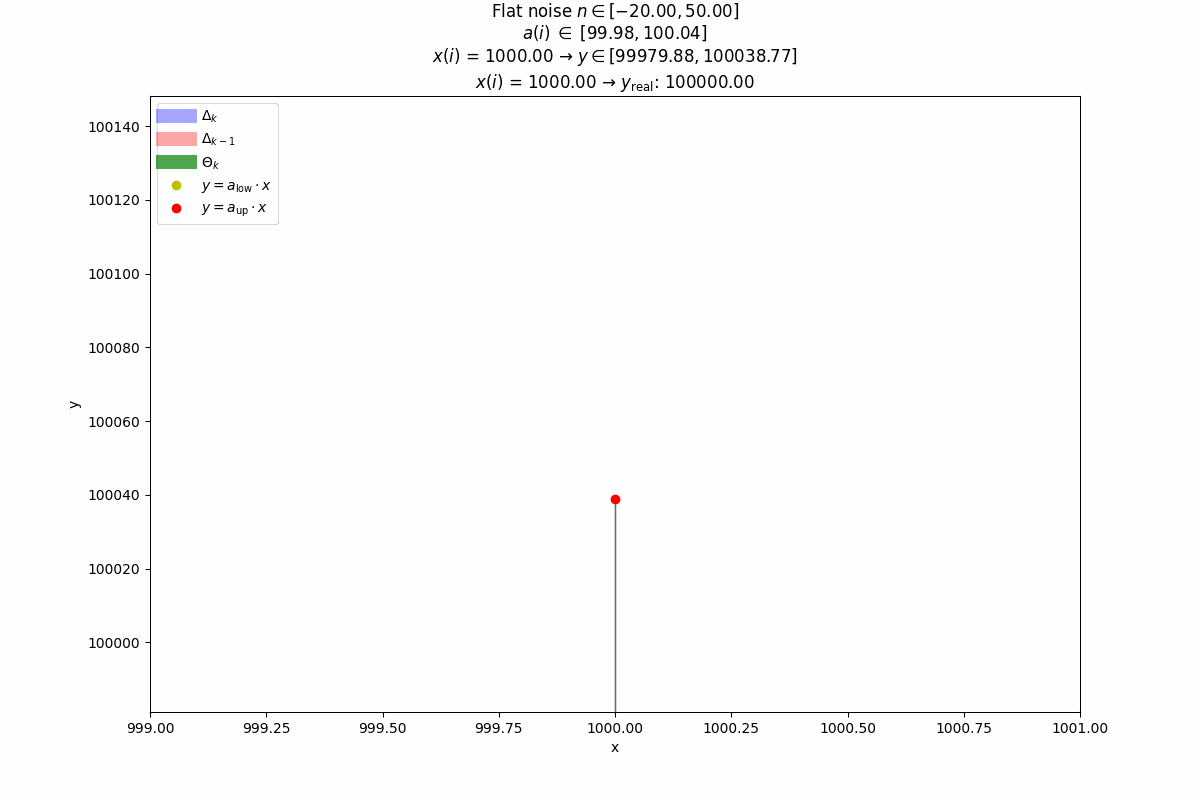 Flat noise n ∈ [−20.00, 50.00]
a(i) ∈ [99.98, 100.04]
x(i) = 1000.00 → y ∈ [99979.88, 100038.77]
x(i) = 1000.00 → y_real: 100000.00
Δ_k
Δ_{k−1}
Θ_k
y = a_low · x
y = a_up · x
100140
100120
100100
100080
100060
100040
100020
100000
y
999.00 999.25 999.50 999.75 1000.00 1000.25 1000.50 1000.75 1001.00
x